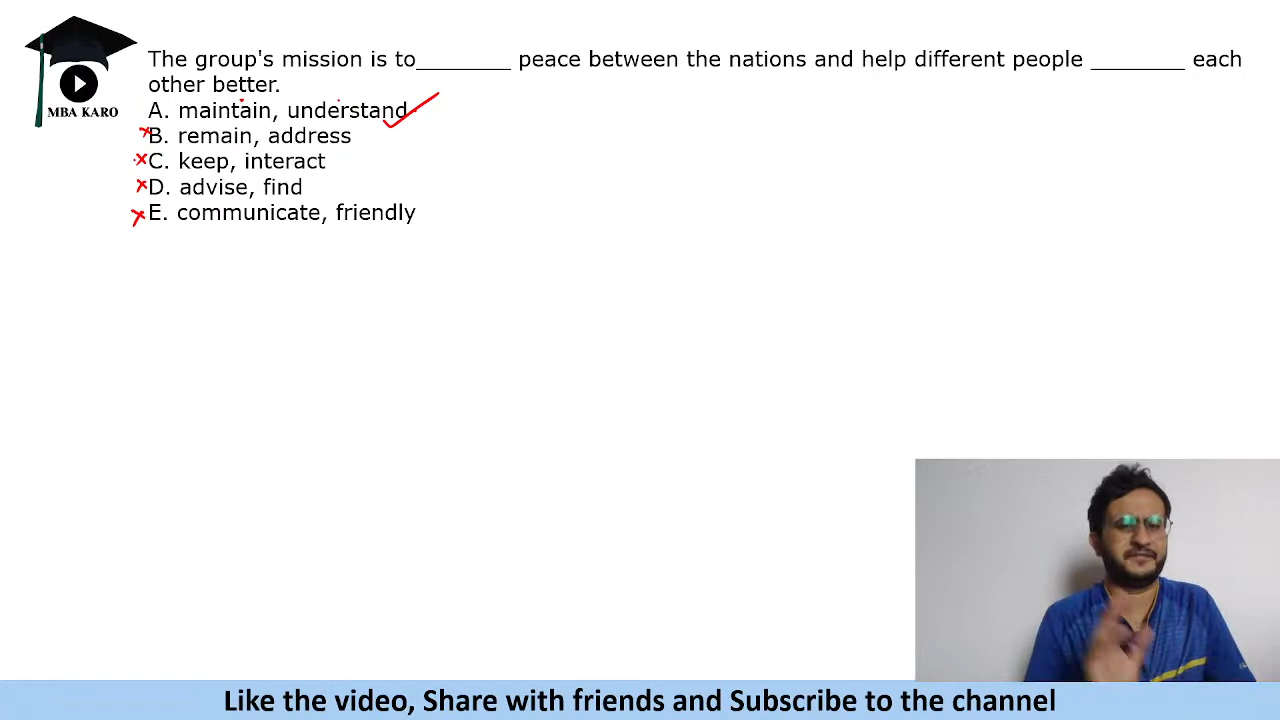 The group's mission is to________ peace between the nations and help different people ________ each
other better.
A. maintain, understand
B. remain, address
C. keep, interact
D. advise, find
E. communicate, friendly
MBA KARO
Like the video, Share with friends and Subscribe to the channel